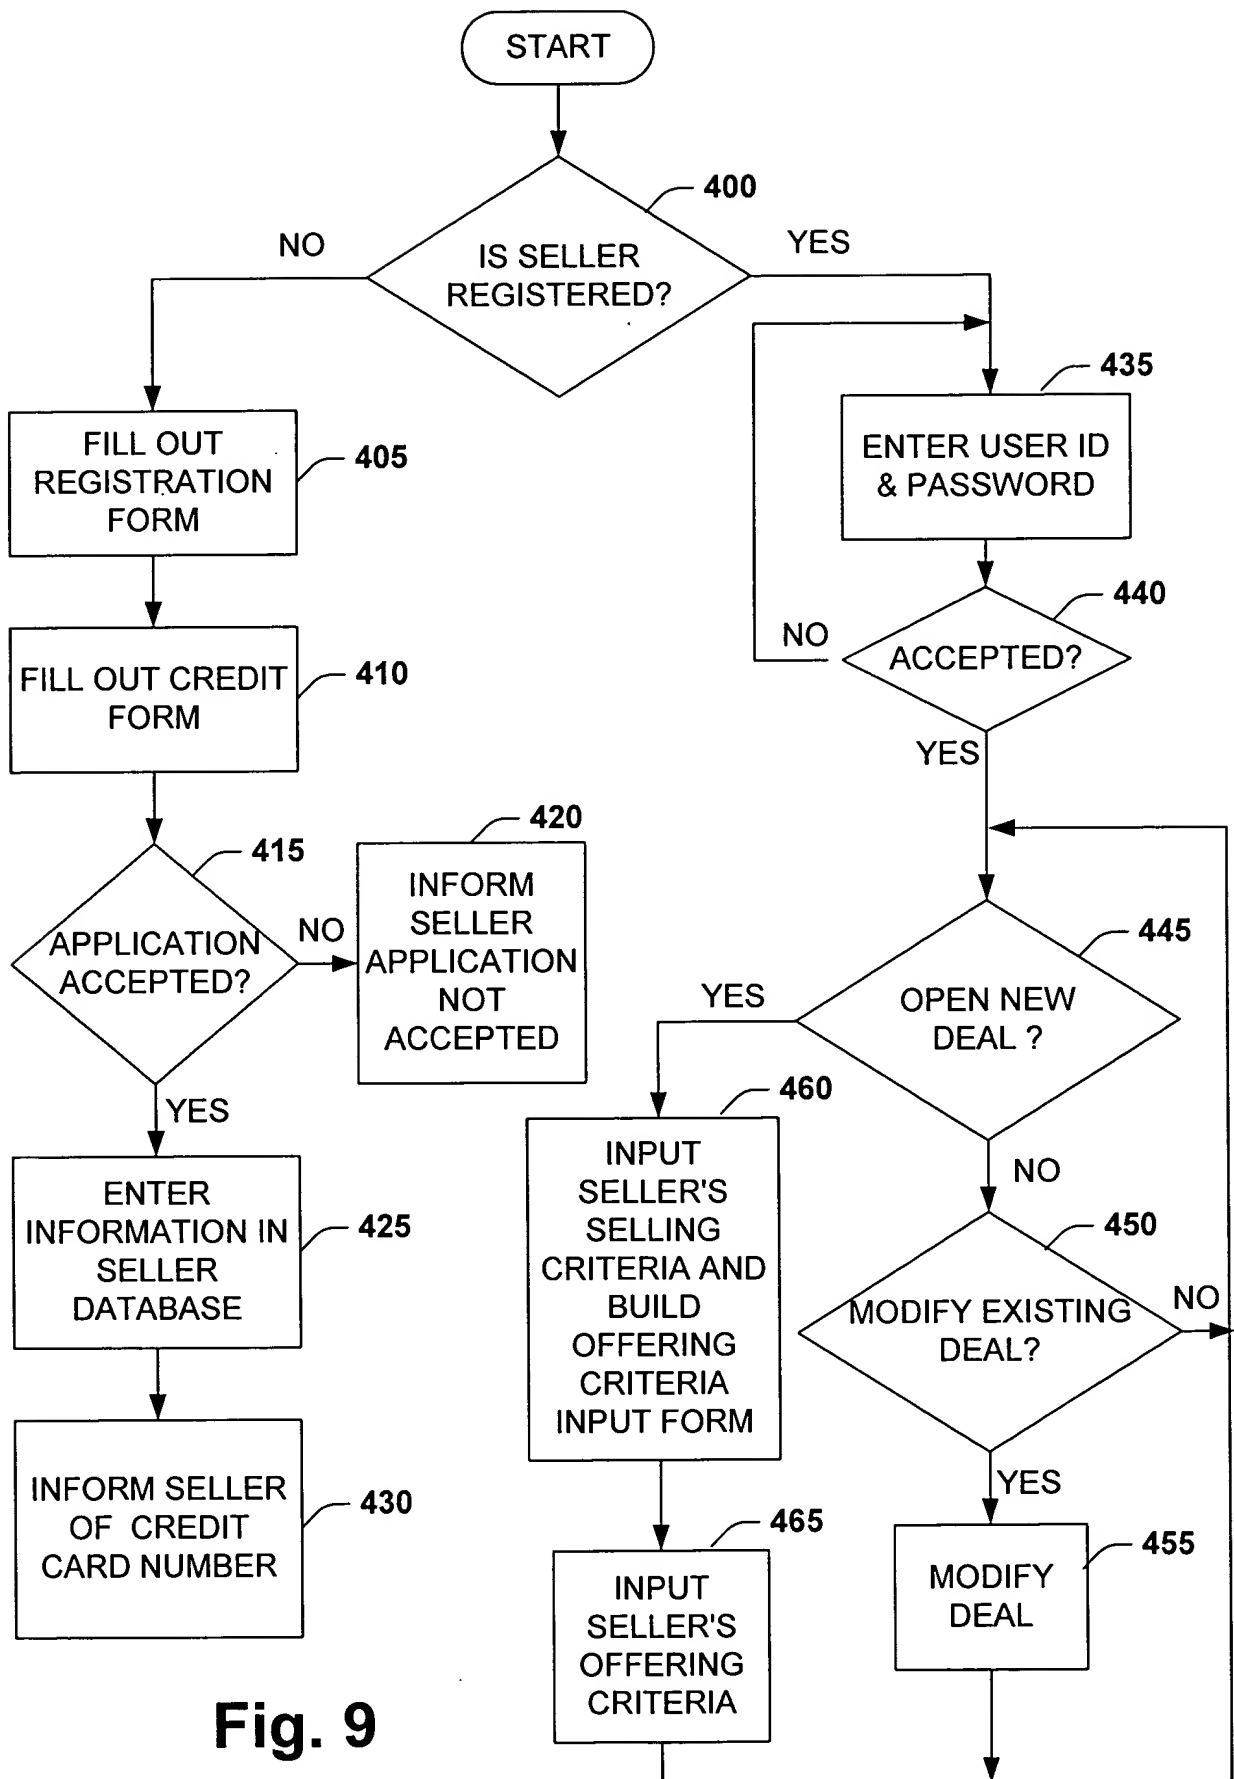 START
400
IS SELLER
REGISTERED?
NO
YES
435
FILL OUT
REGISTRATION
FORM
405
ENTER USER ID
& PASSWORD
440
NO
ACCEPTED?
FILL OUT CREDIT
FORM
410
YES
415
420
INFORM
SELLER
APPLICATION
NOT
ACCEPTED
APPLICATION
ACCEPTED?
NO
445
YES
OPEN NEW
DEAL ?
YES
460
NO
ENTER
INFORMATION IN
SELLER
DATABASE
425
INPUT
SELLER'S
SELLING
CRITERIA AND
BUILD
OFFERING
CRITERIA
INPUT FORM
450
MODIFY EXISTING
DEAL?
NO
YES
INFORM SELLER
OF CREDIT
CARD NUMBER
430
465
INPUT
SELLER'S
OFFERING
CRITERIA
455
MODIFY
DEAL
Fig. 9